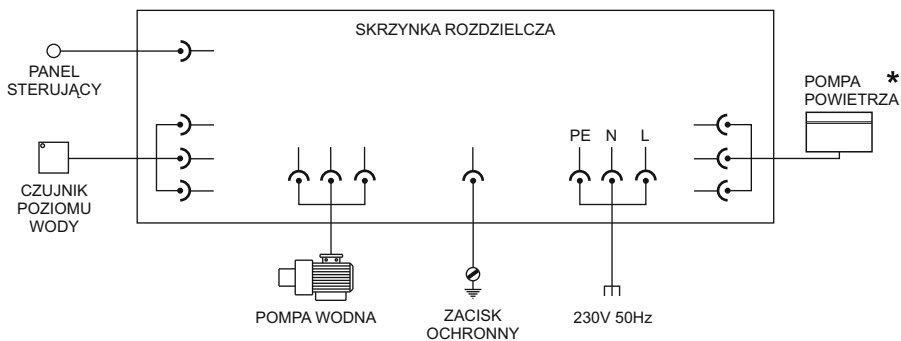 SKRZYNKA ROZDZIELCZA
PANEL
STERUJĄCY
POMPA *
POWIETRZA
PE N L
CZUJNIK
POZIOMU
WODY
POMPA WODNA
ZACISK
OCHRONNY
230V 50Hz